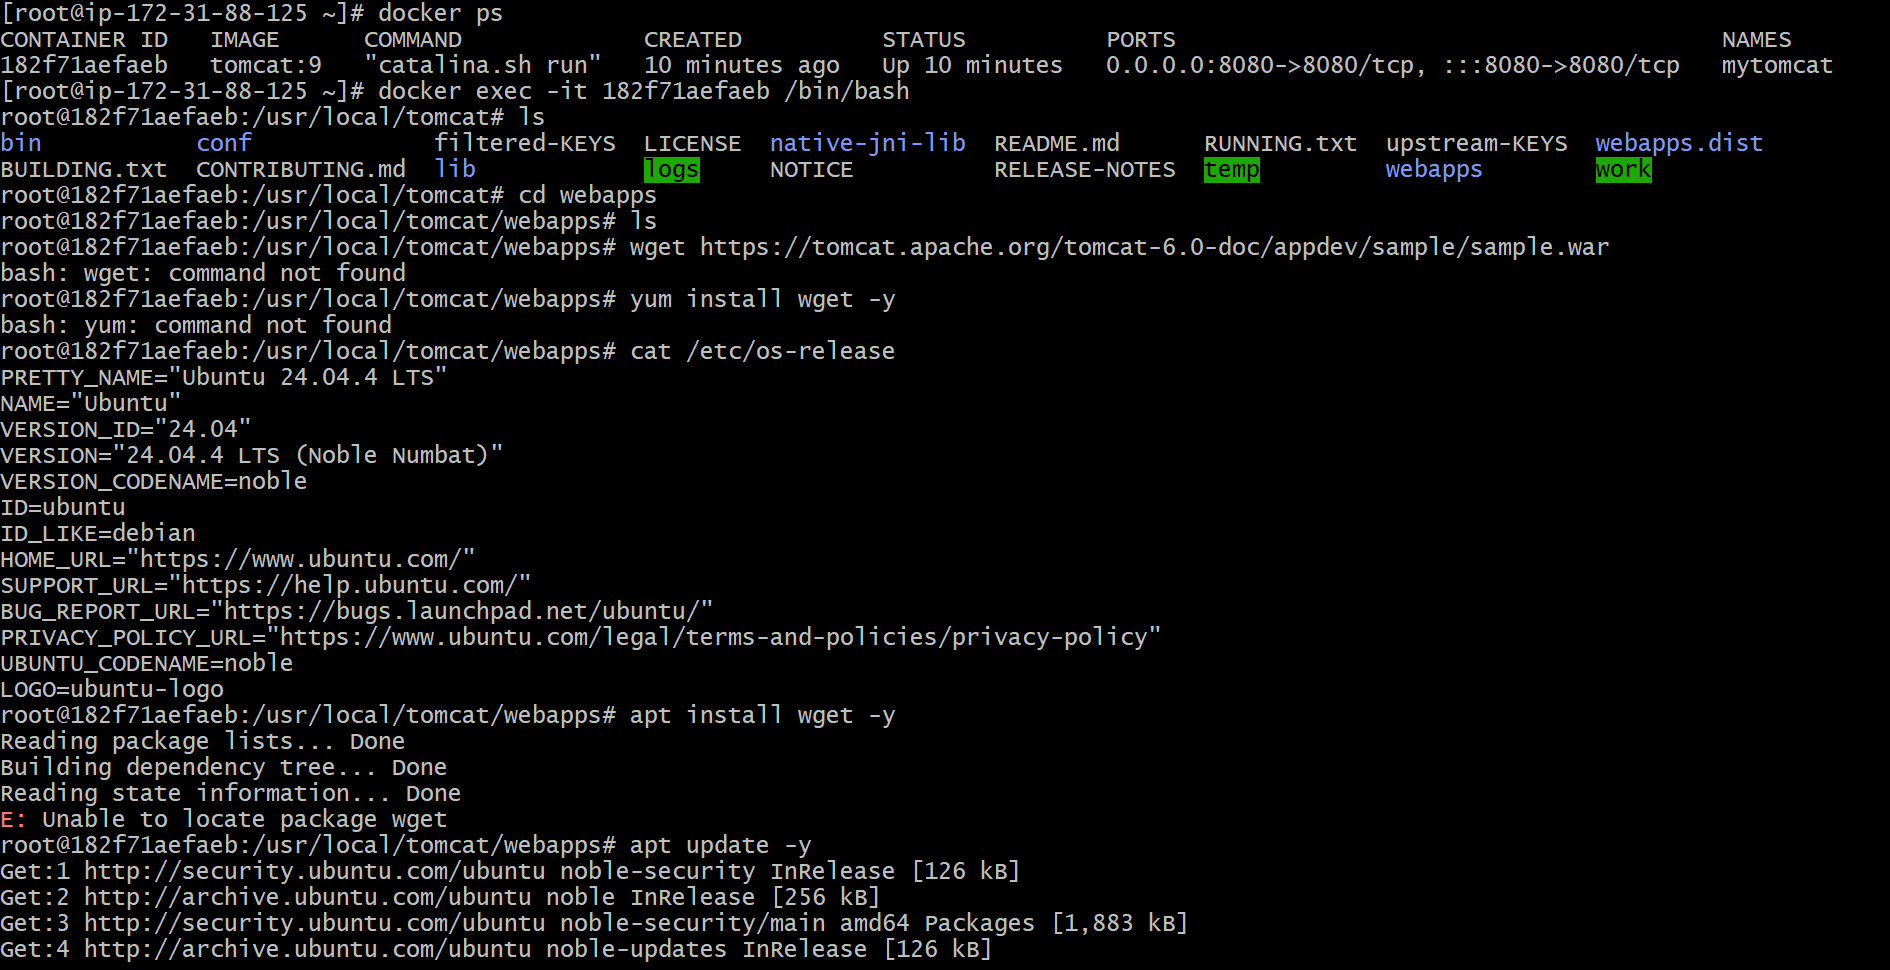 [root@ip-172-31-88-125 ~]# docker ps
CONTAINER ID   IMAGE      COMMAND             CREATED          STATUS          PORTS                                       NAMES
182f71aefaeb   tomcat:9   "catalina.sh run"   10 minutes ago   Up 10 minutes   0.0.0.0:8080->8080/tcp, :::8080->8080/tcp   mytomcat
[root@ip-172-31-88-125 ~]# docker exec -it 182f71aefaeb /bin/bash
root@182f71aefaeb:/usr/local/tomcat# ls
bin           conf             filtered-KEYS  LICENSE  native-jni-lib  README.md      RUNNING.txt  upstream-KEYS  webapps.dist
BUILDING.txt  CONTRIBUTING.md  lib            logs     NOTICE          RELEASE-NOTES  temp         webapps        work
root@182f71aefaeb:/usr/local/tomcat# cd webapps
root@182f71aefaeb:/usr/local/tomcat/webapps# ls
root@182f71aefaeb:/usr/local/tomcat/webapps# wget https://tomcat.apache.org/tomcat-6.0-doc/appdev/sample/sample.war
bash: wget: command not found
root@182f71aefaeb:/usr/local/tomcat/webapps# yum install wget -y
bash: yum: command not found
root@182f71aefaeb:/usr/local/tomcat/webapps# cat /etc/os-release
PRETTY_NAME="Ubuntu 24.04.4 LTS"
NAME="Ubuntu"
VERSION_ID="24.04"
VERSION="24.04.4 LTS (Noble Numbat)"
VERSION_CODENAME=noble
ID=ubuntu
ID_LIKE=debian
HOME_URL="https://www.ubuntu.com/"
SUPPORT_URL="https://help.ubuntu.com/"
BUG_REPORT_URL="https://bugs.launchpad.net/ubuntu/"
PRIVACY_POLICY_URL="https://www.ubuntu.com/legal/terms-and-policies/privacy-policy"
UBUNTU_CODENAME=noble
LOGO=ubuntu-logo
root@182f71aefaeb:/usr/local/tomcat/webapps# apt install wget -y
Reading package lists... Done
Building dependency tree... Done
Reading state information... Done
E: Unable to locate package wget
root@182f71aefaeb:/usr/local/tomcat/webapps# apt update -y
Get:1 http://security.ubuntu.com/ubuntu noble-security InRelease [126 kB]
Get:2 http://archive.ubuntu.com/ubuntu noble InRelease [256 kB]
Get:3 http://security.ubuntu.com/ubuntu noble-security/main amd64 Packages [1,883 kB]
Get:4 http://archive.ubuntu.com/ubuntu noble-updates InRelease [126 kB]